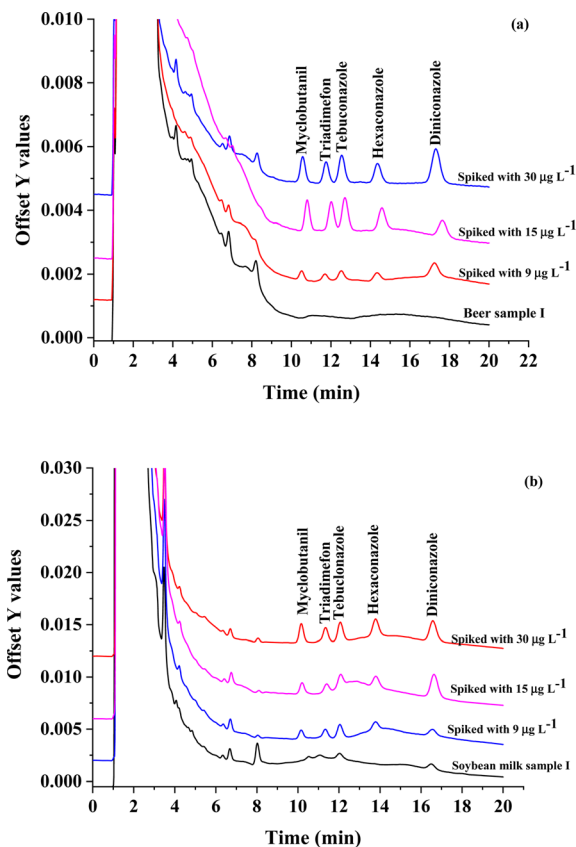 (a)
0.010
0.008
0.006
0.004
0.002
0.000
Offset Y values
Myclobutanil
Triadimefon
Tebuconazole
Hexaconazole
Diniconazole
Spiked with 30 µg L-1
Spiked with 15 µg L-1
Spiked with 9 µg L-1
Beer sample I
0 2 4 6 8 10 12 14 16 18 20 22
Time (min)
(b)
0.030
0.025
0.020
0.015
0.010
0.005
0.000
Offset Y values
Myclobutanil
Triadimefon
Tebuclonazole
Hexaconazole
Diniconazole
Spiked with 30 µg L-1
Spiked with 15 µg L-1
Spiked with 9 µg L-1
Soybean milk sample I
0 2 4 6 8 10 12 14 16 18 20 22
Time (min)